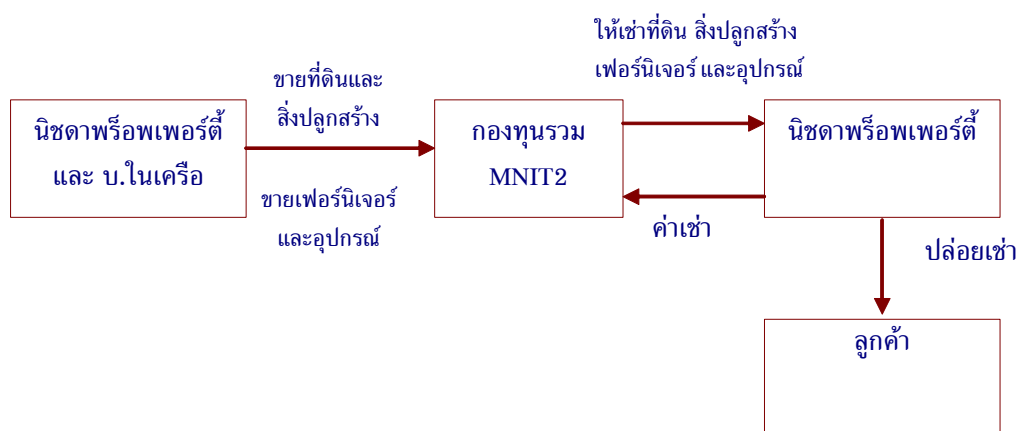 ให้เช่าที่ดิน สิ่งปลูกสร้าง
เฟอร์นิเจอร์ และอุปกรณ์
ขายที่ดินและ
สิ่งปลูกสร้าง
นิชดาพร็อพเพอร์ตี้
และ บ.ในเครือ
กองทุนรวม
MNIT2
นิชดาพร็อพเพอร์ตี้
ขายเฟอร์นิเจอร์
และอุปกรณ์
ค่าเช่า
ปล่อยเช่า
ลูกค้า